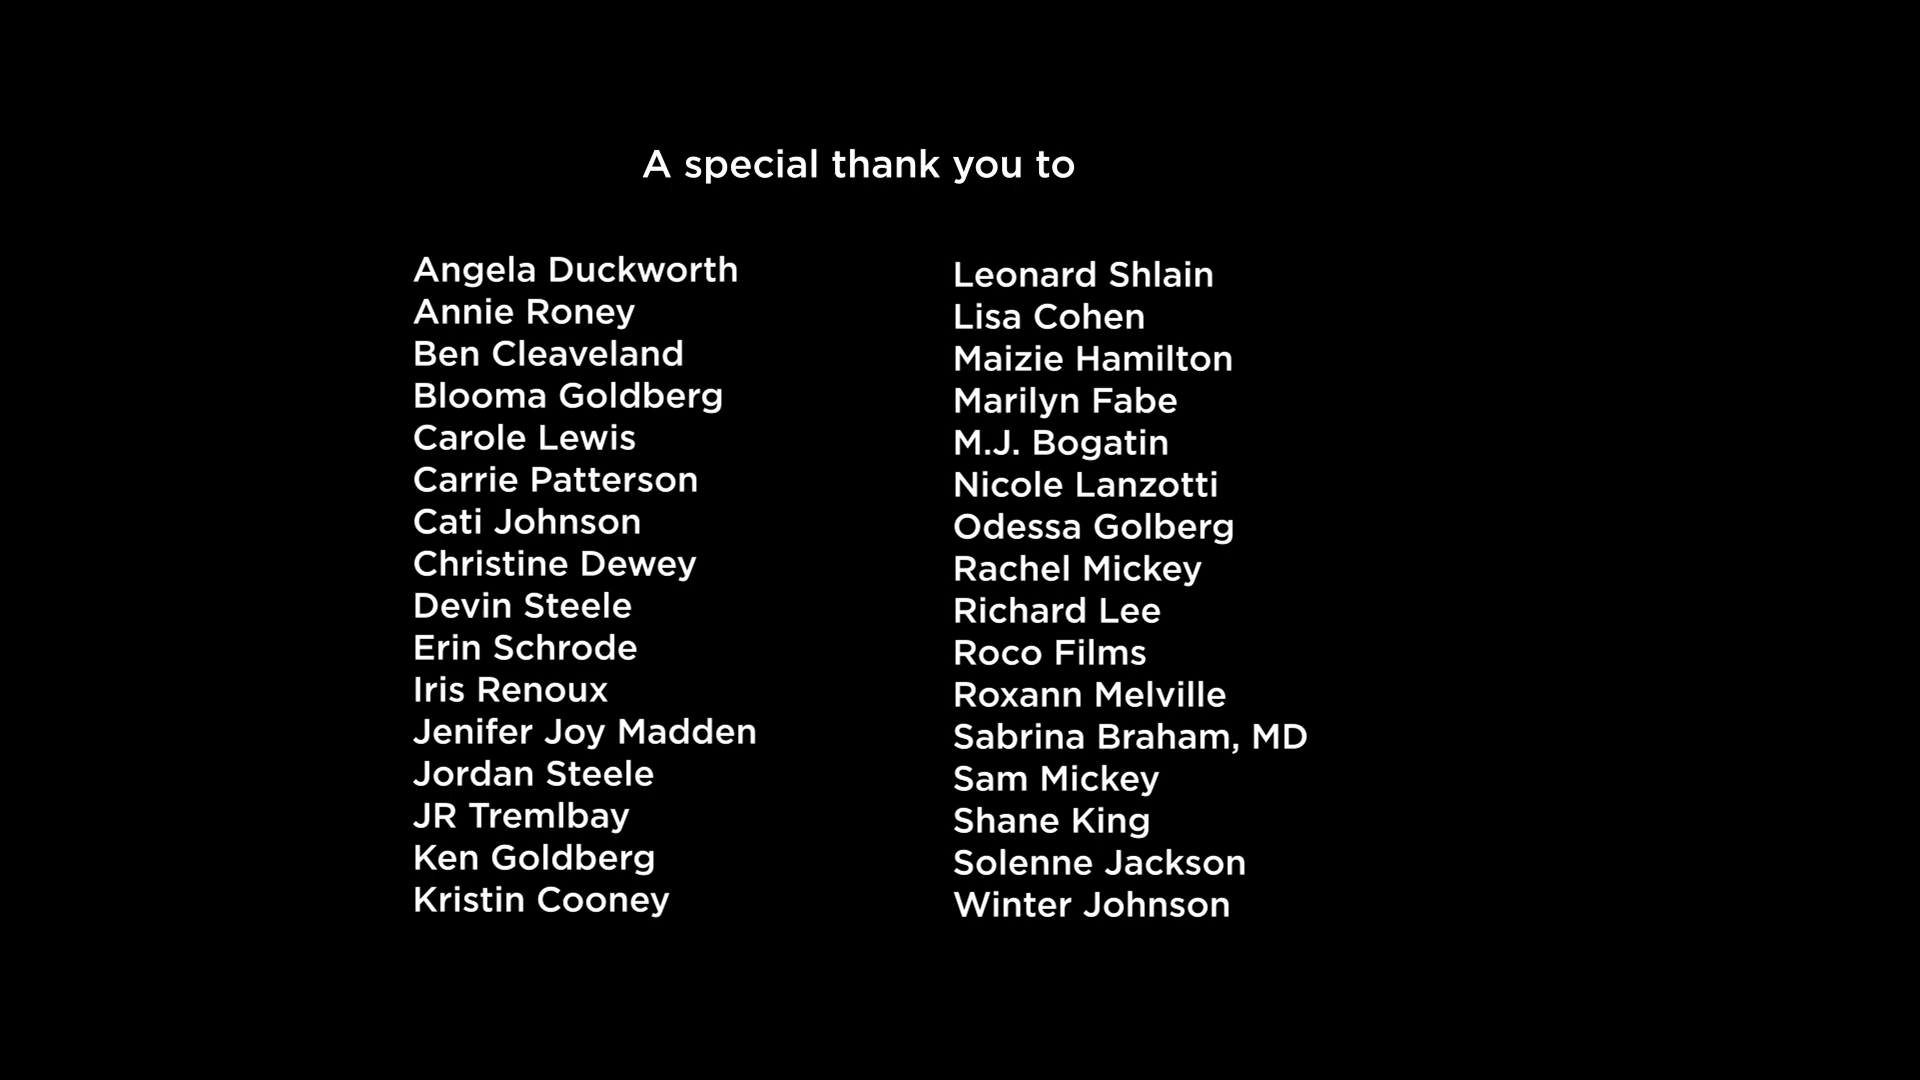 A special thank you to
Angela Duckworth
Annie Roney
Ben Cleaveland
Blooma Goldberg
Carole Lewis
Carrie Patterson
Cati Johnson
Christine Dewey
Devin Steele
Erin Schrode
Iris Renoux
Jenifer Joy Madden
Jordan Steele
JR Tremlbay
Ken Goldberg
Kristin Cooney
Leonard Shlain
Lisa Cohen
Maizie Hamilton
Marilyn Fabe
M.J. Bogatin
Nicole Lanzotti
Odessa Golberg
Rachel Mickey
Richard Lee
Roco Films
Roxann Melville
Sabrina Braham, MD
Sam Mickey
Shane King
Solenne Jackson
Winter Johnson